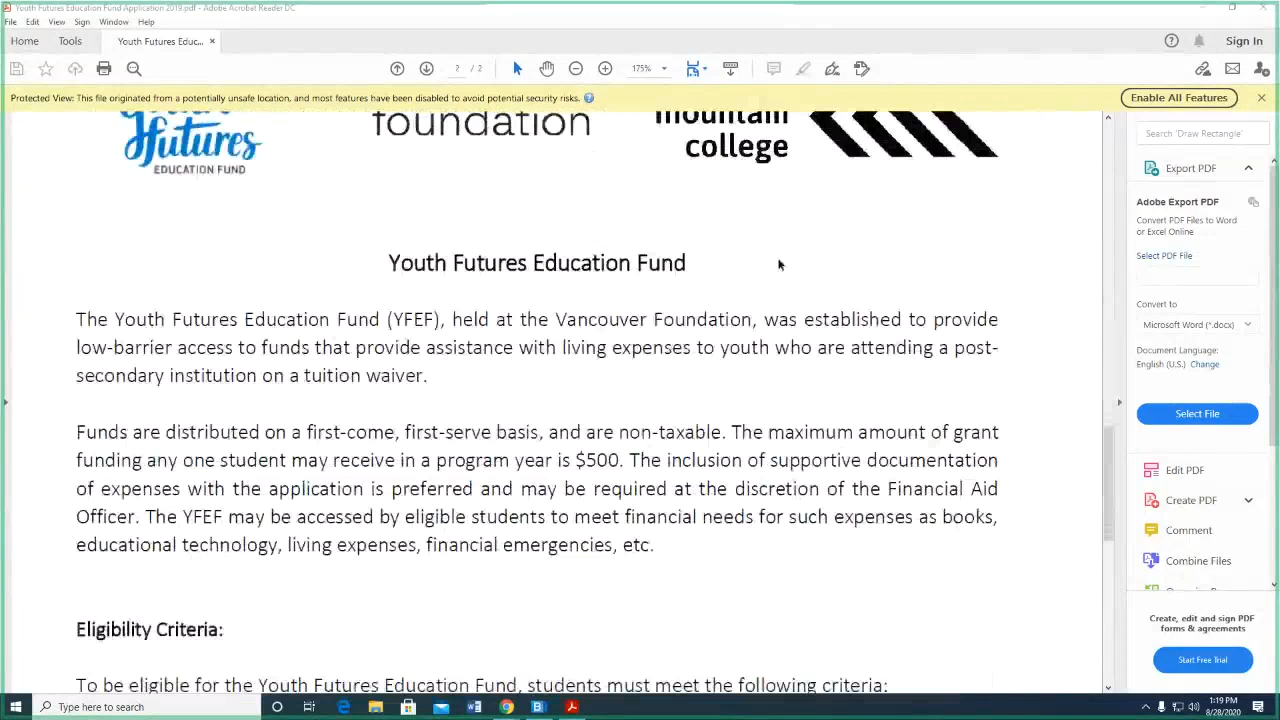 Youth Futures Education Fund Application 2019.pdf - Adobe Acrobat Reader DC
File Edit View Sign Window Help
Home Tools Youth Futures Educ... × Sign In
2 / 2 175%
Protected View: This file originated from a potentially unsafe location, and most features have been disabled to avoid potential security risks. Enable All Features
futures
EDUCATION FUND
foundation
mountain
college
Youth Futures Education Fund
The Youth Futures Education Fund (YFEF), held at the Vancouver Foundation, was established to provide
low-barrier access to funds that provide assistance with living expenses to youth who are attending a post-
secondary institution on a tuition waiver.
Funds are distributed on a first-come, first-serve basis, and are non-taxable. The maximum amount of grant
funding any one student may receive in a program year is $500. The inclusion of supportive documentation
of expenses with the application is preferred and may be required at the discretion of the Financial Aid
Officer. The YFEF may be accessed by eligible students to meet financial needs for such expenses as books,
educational technology, living expenses, financial emergencies, etc.
Eligibility Criteria:
To be eligible for the Youth Futures Education Fund, students must meet the following criteria:
Search 'Draw Rectangle'
Export PDF
Adobe Export PDF
Convert PDF Files to Word
or Excel Online
Select PDF File
Convert to
Microsoft Word (*.docx)
Document Language:
English (U.S.) Change
Select File
Edit PDF
Create PDF
Comment
Combine Files
Create, edit and sign PDF
forms & agreements
Start Free Trial
Type here to search
1:19 PM
8/28/2020